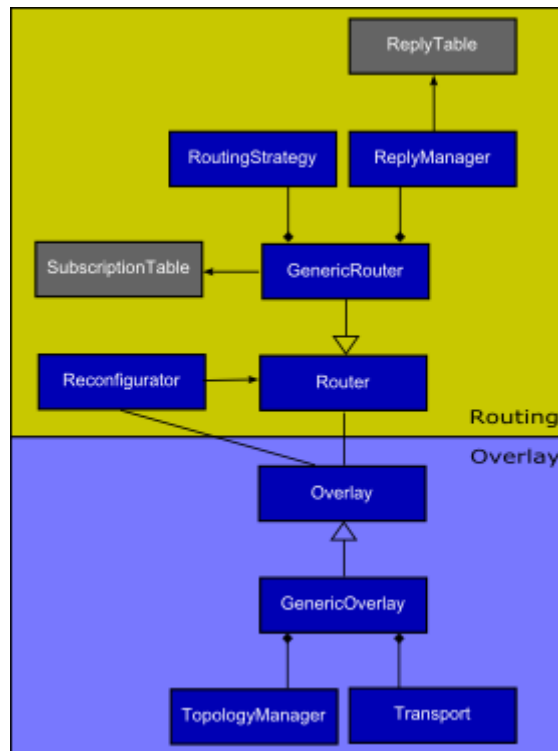 ReplyTable
RoutingStrategy
ReplyManager
SubscriptionTable
GenericRouter
Reconfigurator
Router
Routing
Overlay
Overlay
GenericOverlay
TopologyManager
Transport